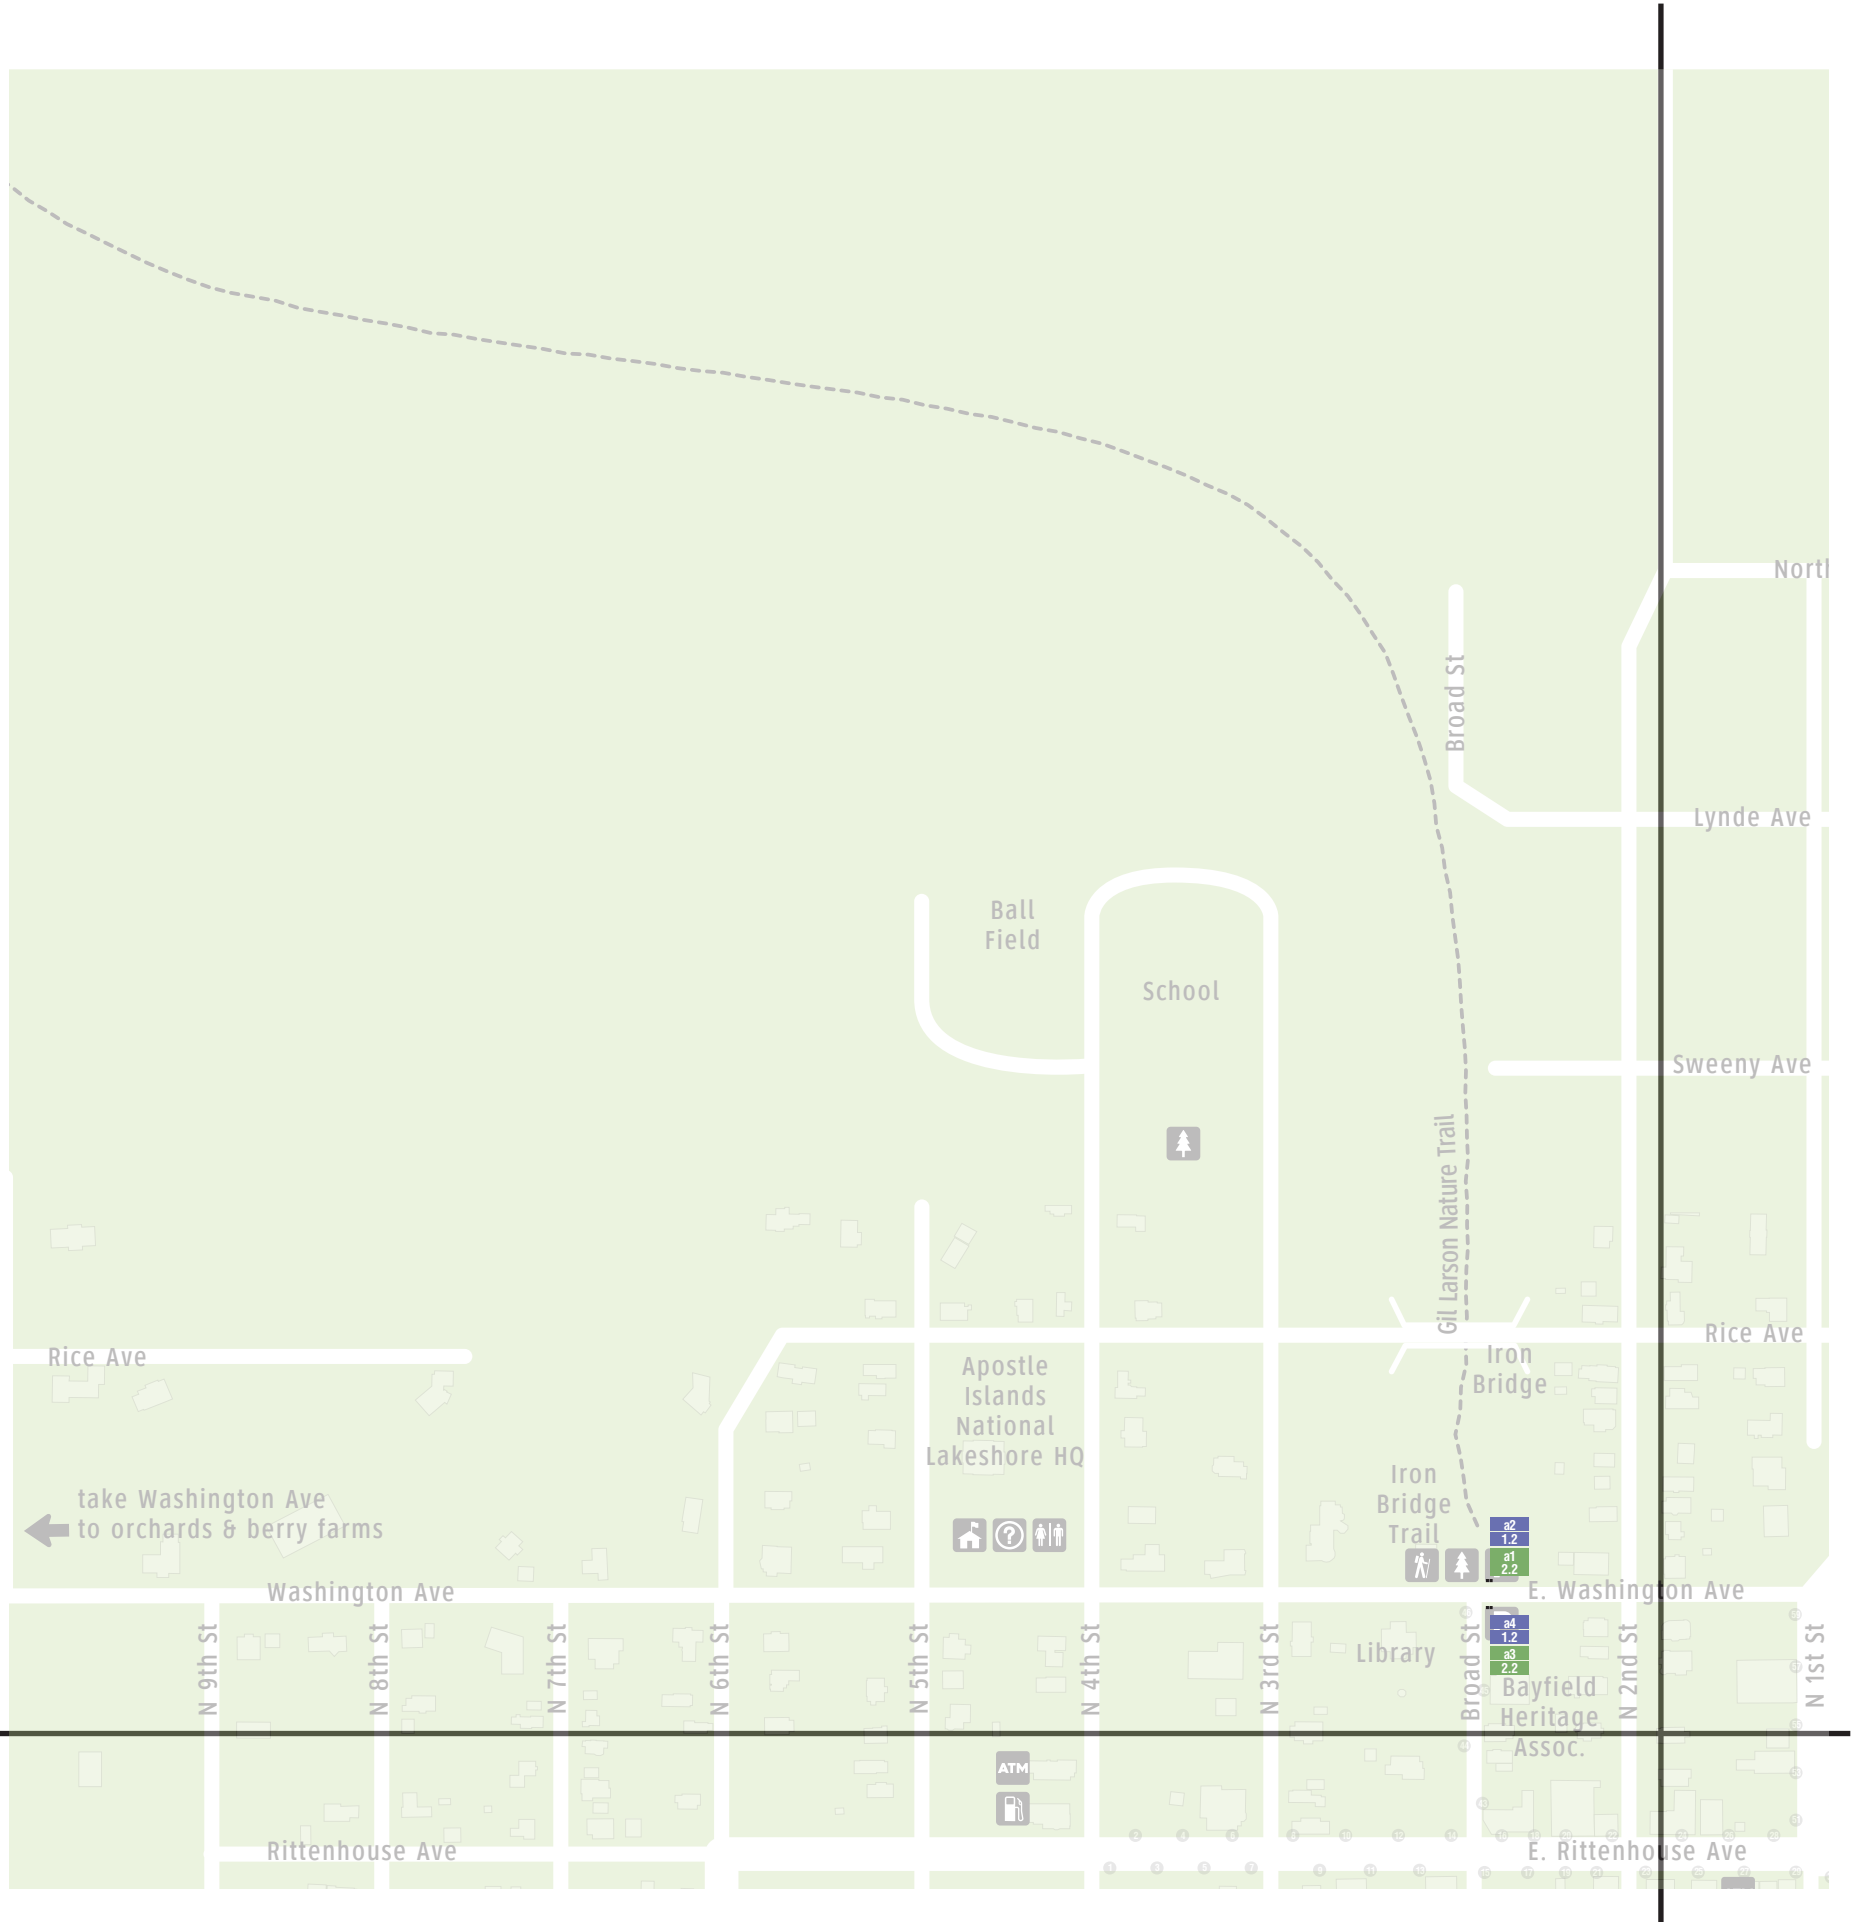 North
Broad St
Lynde Ave
Ball
Field
School
Sweeny Ave
Gil Larson Nature Trail
Rice Ave
Iron
Bridge
Rice Ave
Apostle
Islands
National
Lakeshore HQ
Iron
Bridge
Trail
take Washington Ave
to orchards & berry farms
?
a2
1.2
a1
2.2
Washington Ave
E. Washington Ave
a4
1.2
a3
2.2
Library
N 9th St
N 8th St
N 7th St
N 6th St
N 5th St
N 4th St
N 3rd St
Broad St
N 2nd St
N 1st St
Bayfield
Heritage
Assoc.
ATM
Rittenhouse Ave
E. Rittenhouse Ave